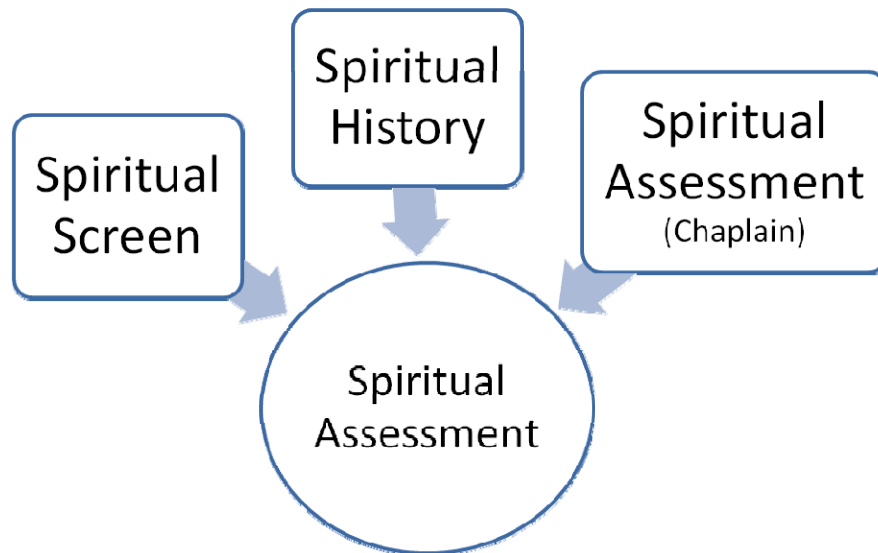 Spiritual
Screen
Spiritual
History
Spiritual
Assessment
(Chaplain)
Spiritual
Assessment